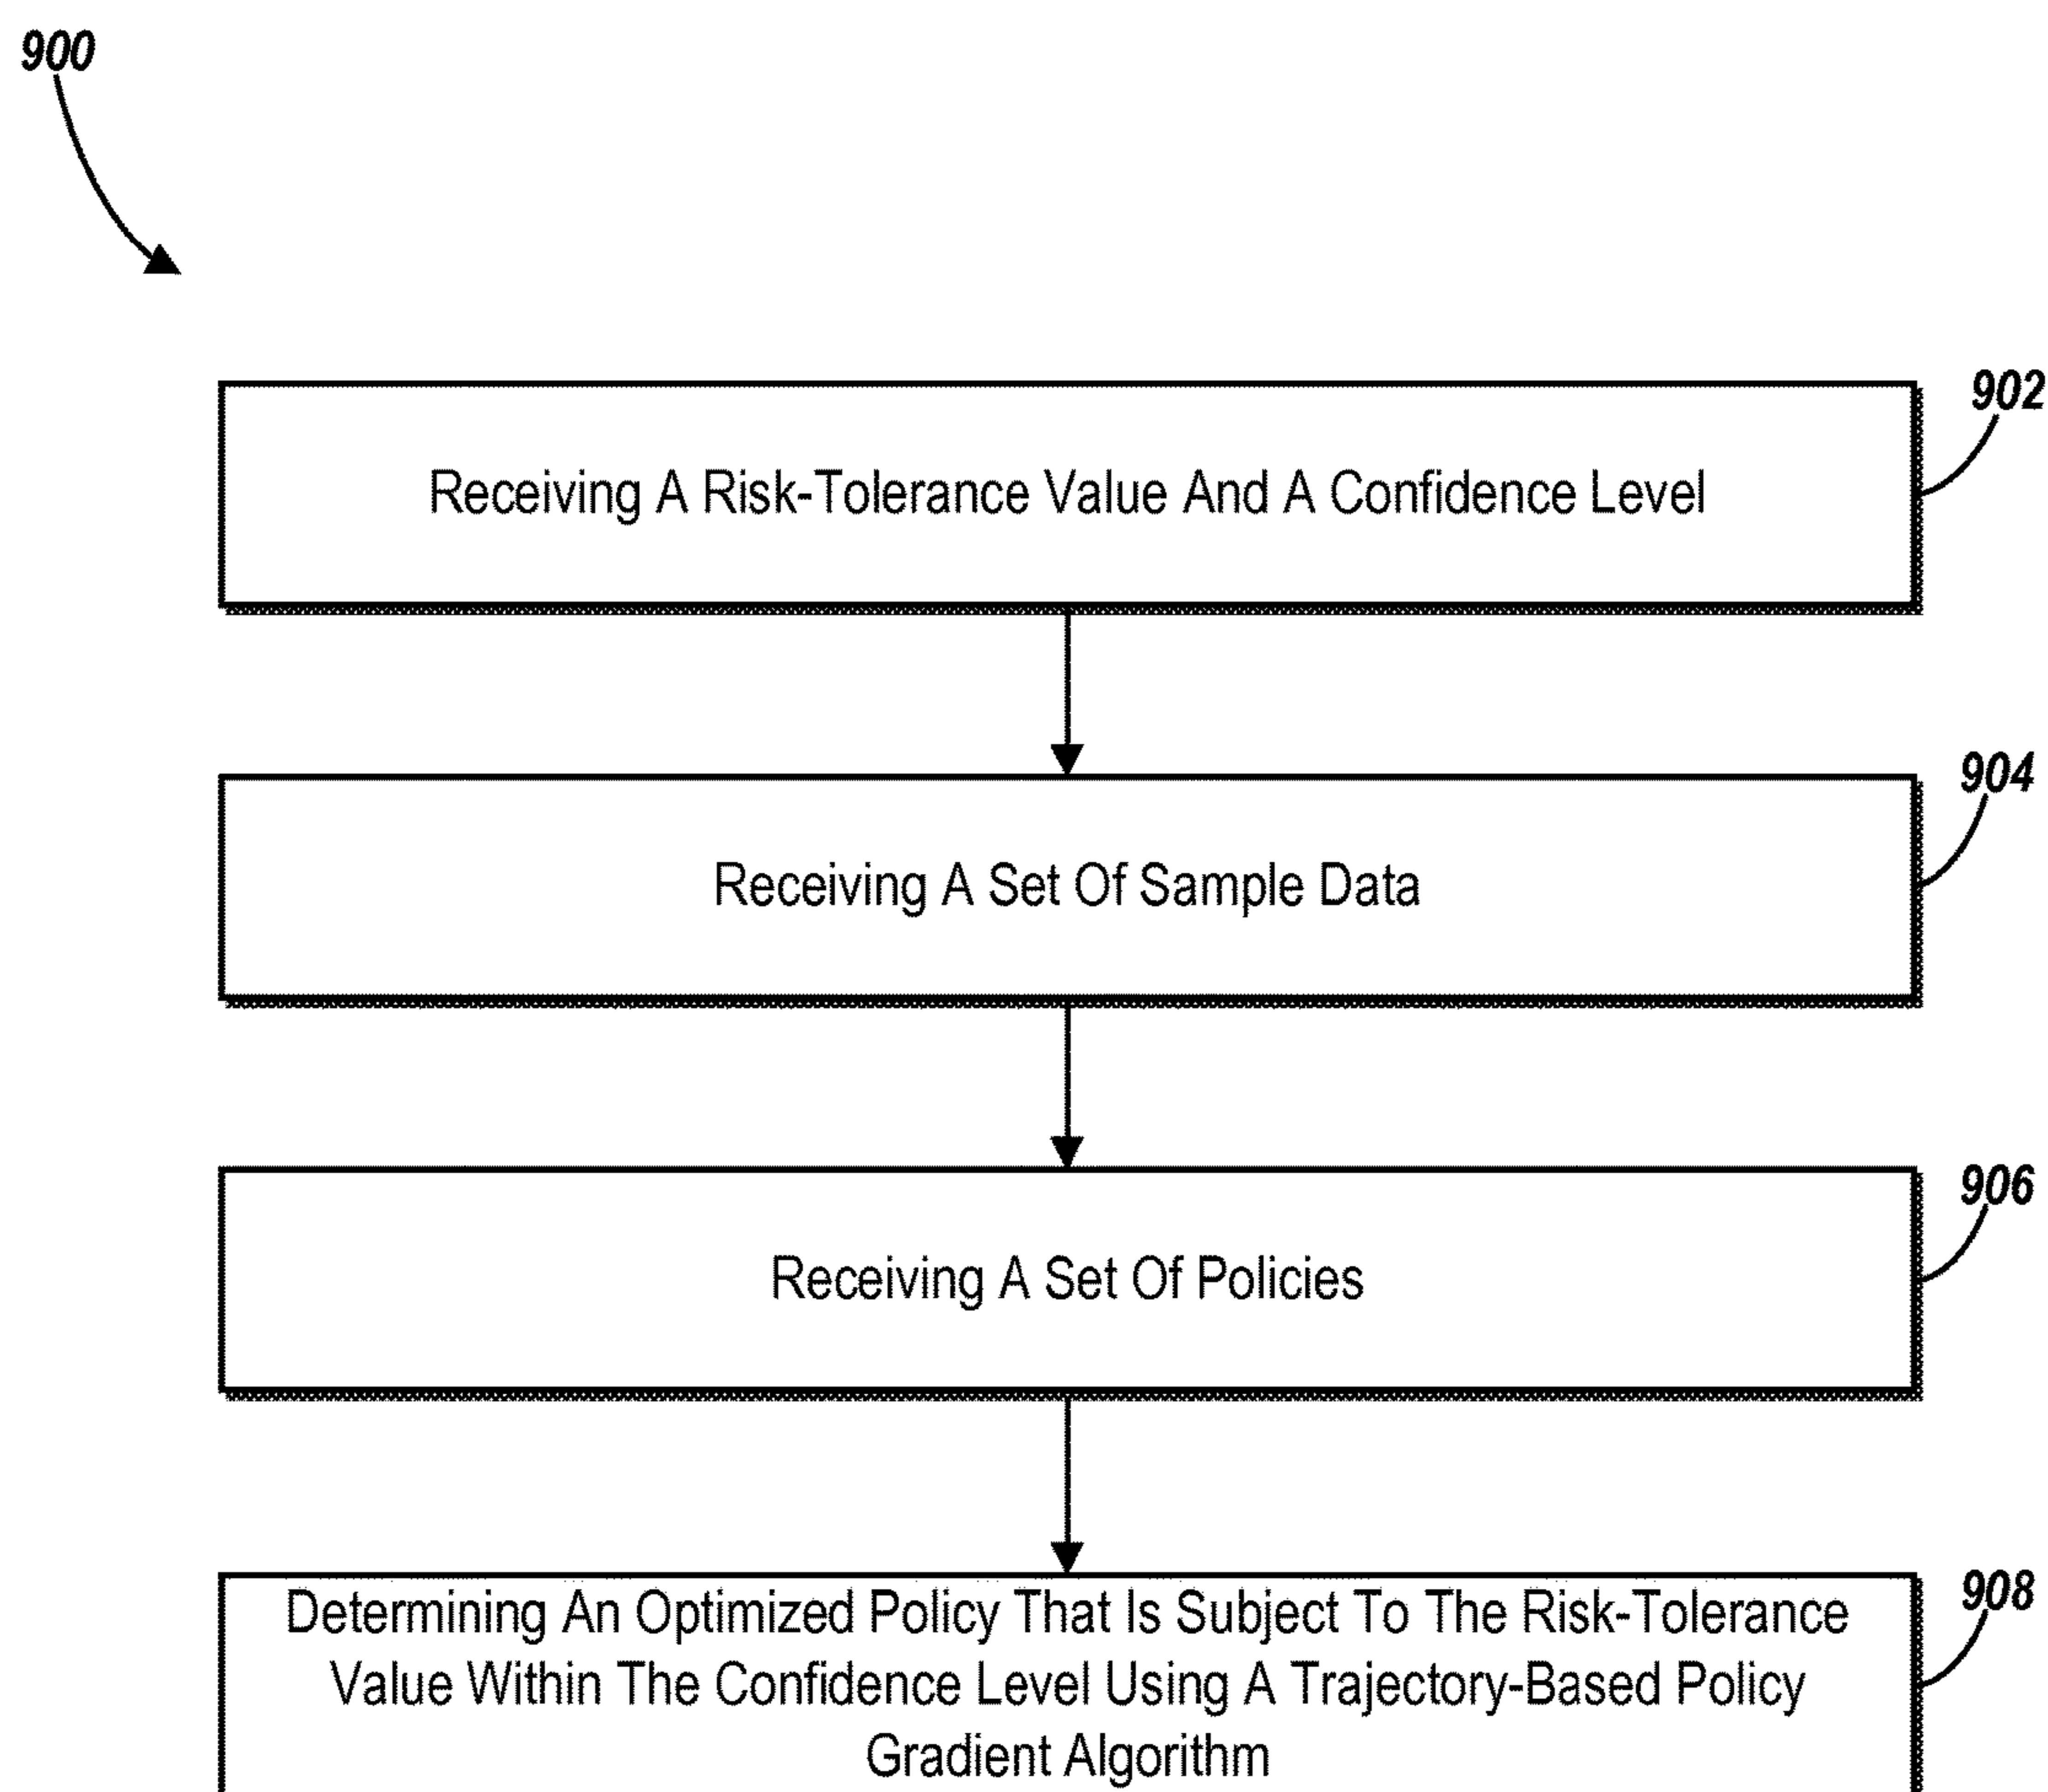 900
902
Receiving A Risk-Tolerance Value And A Confidence Level
904
Receiving A Set Of Sample Data
906
Receiving A Set Of Policies
908
Determining An Optimized Policy That Is Subject To The Risk-Tolerance
Value Within The Confidence Level Using A Trajectory-Based Policy
Gradient Algorithm